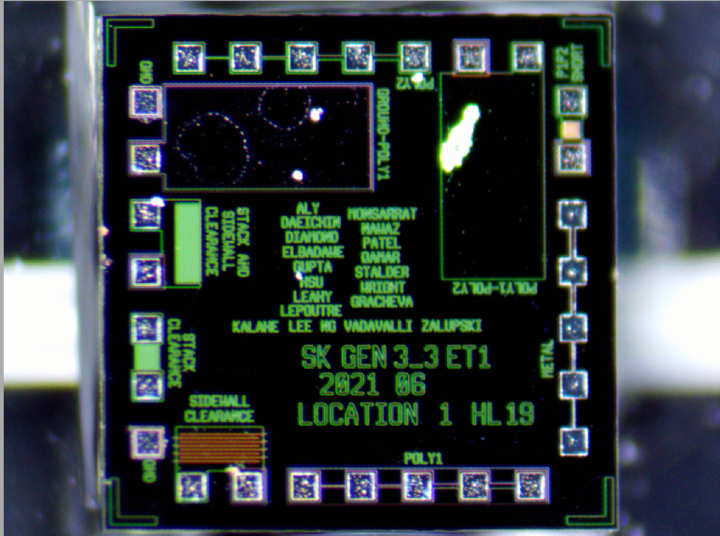 GND
POLY2
P1P2
SHORT
GROUND-POLY1
POLY1-POLY2
STACK AND
SIDEWALL
CLEARANCE
ALY
DAEICHIN
DIAMOND
ELBADAWE
GUPTA
HSU
LEAHY
LEPOUTRE
MONSARRAT
NAWAZ
PATEL
QAMAR
STALDER
WRIGHT
GRACHEVA
KALAHE LEE NG VADAVALLI ZALUPSKI
STACK
CLEARANCE
METAL
SK GEN 3_3 ET1
2021 06
LOCATION 1 HL19
SIDEWALL
CLEARANCE
GND
POLY1